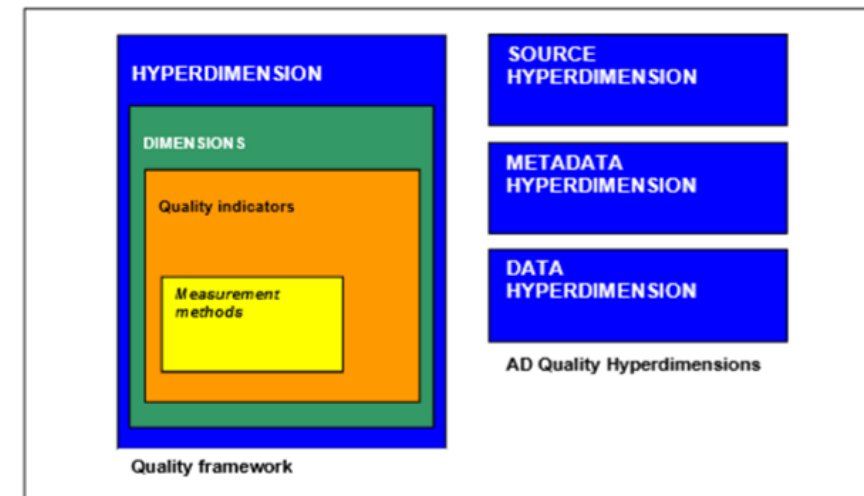 HYPERDIMENSION
DIMENSIONS
Quality indicators
Measurement
methods
Quality framework
SOURCE
HYPERDIMENSION
METADATA
HYPERDIMENSION
DATA
HYPERDIMENSION
AD Quality Hyperdimensions